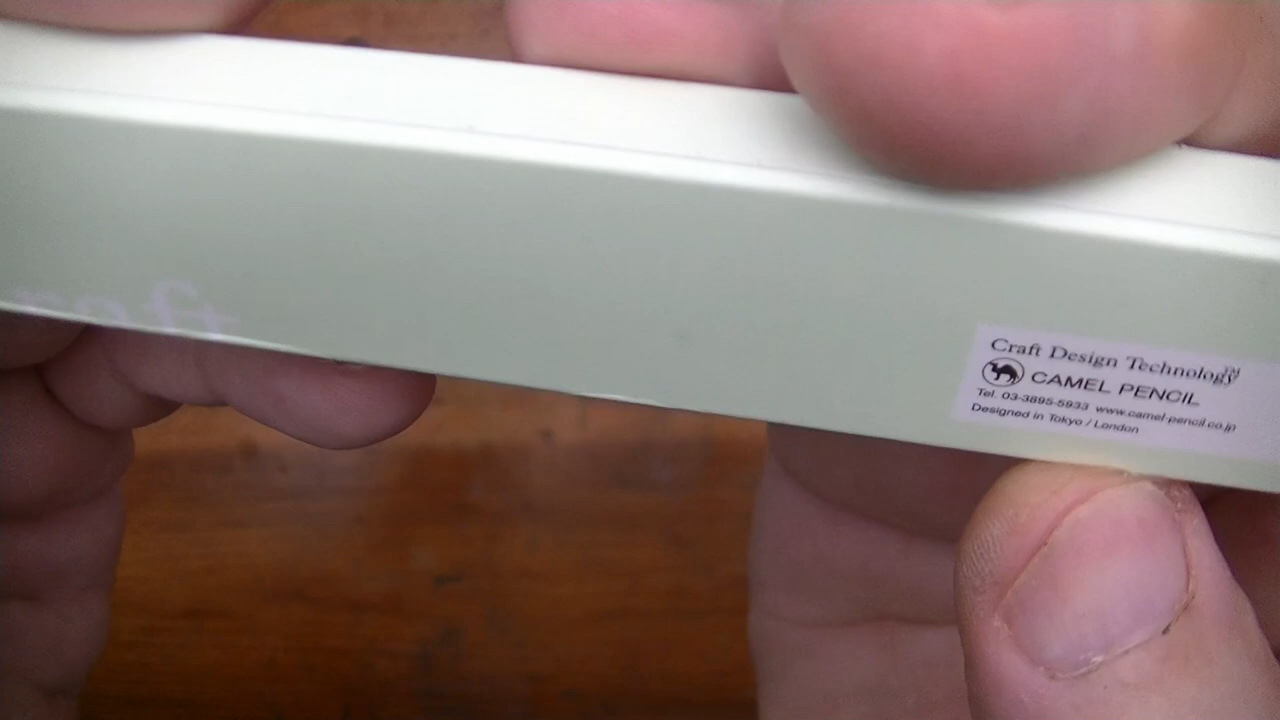 Craft Design Technology™
CAMEL PENCIL
Tel. 03-3895-5933 www.camel-pencil.co.jp
Designed in Tokyo / London